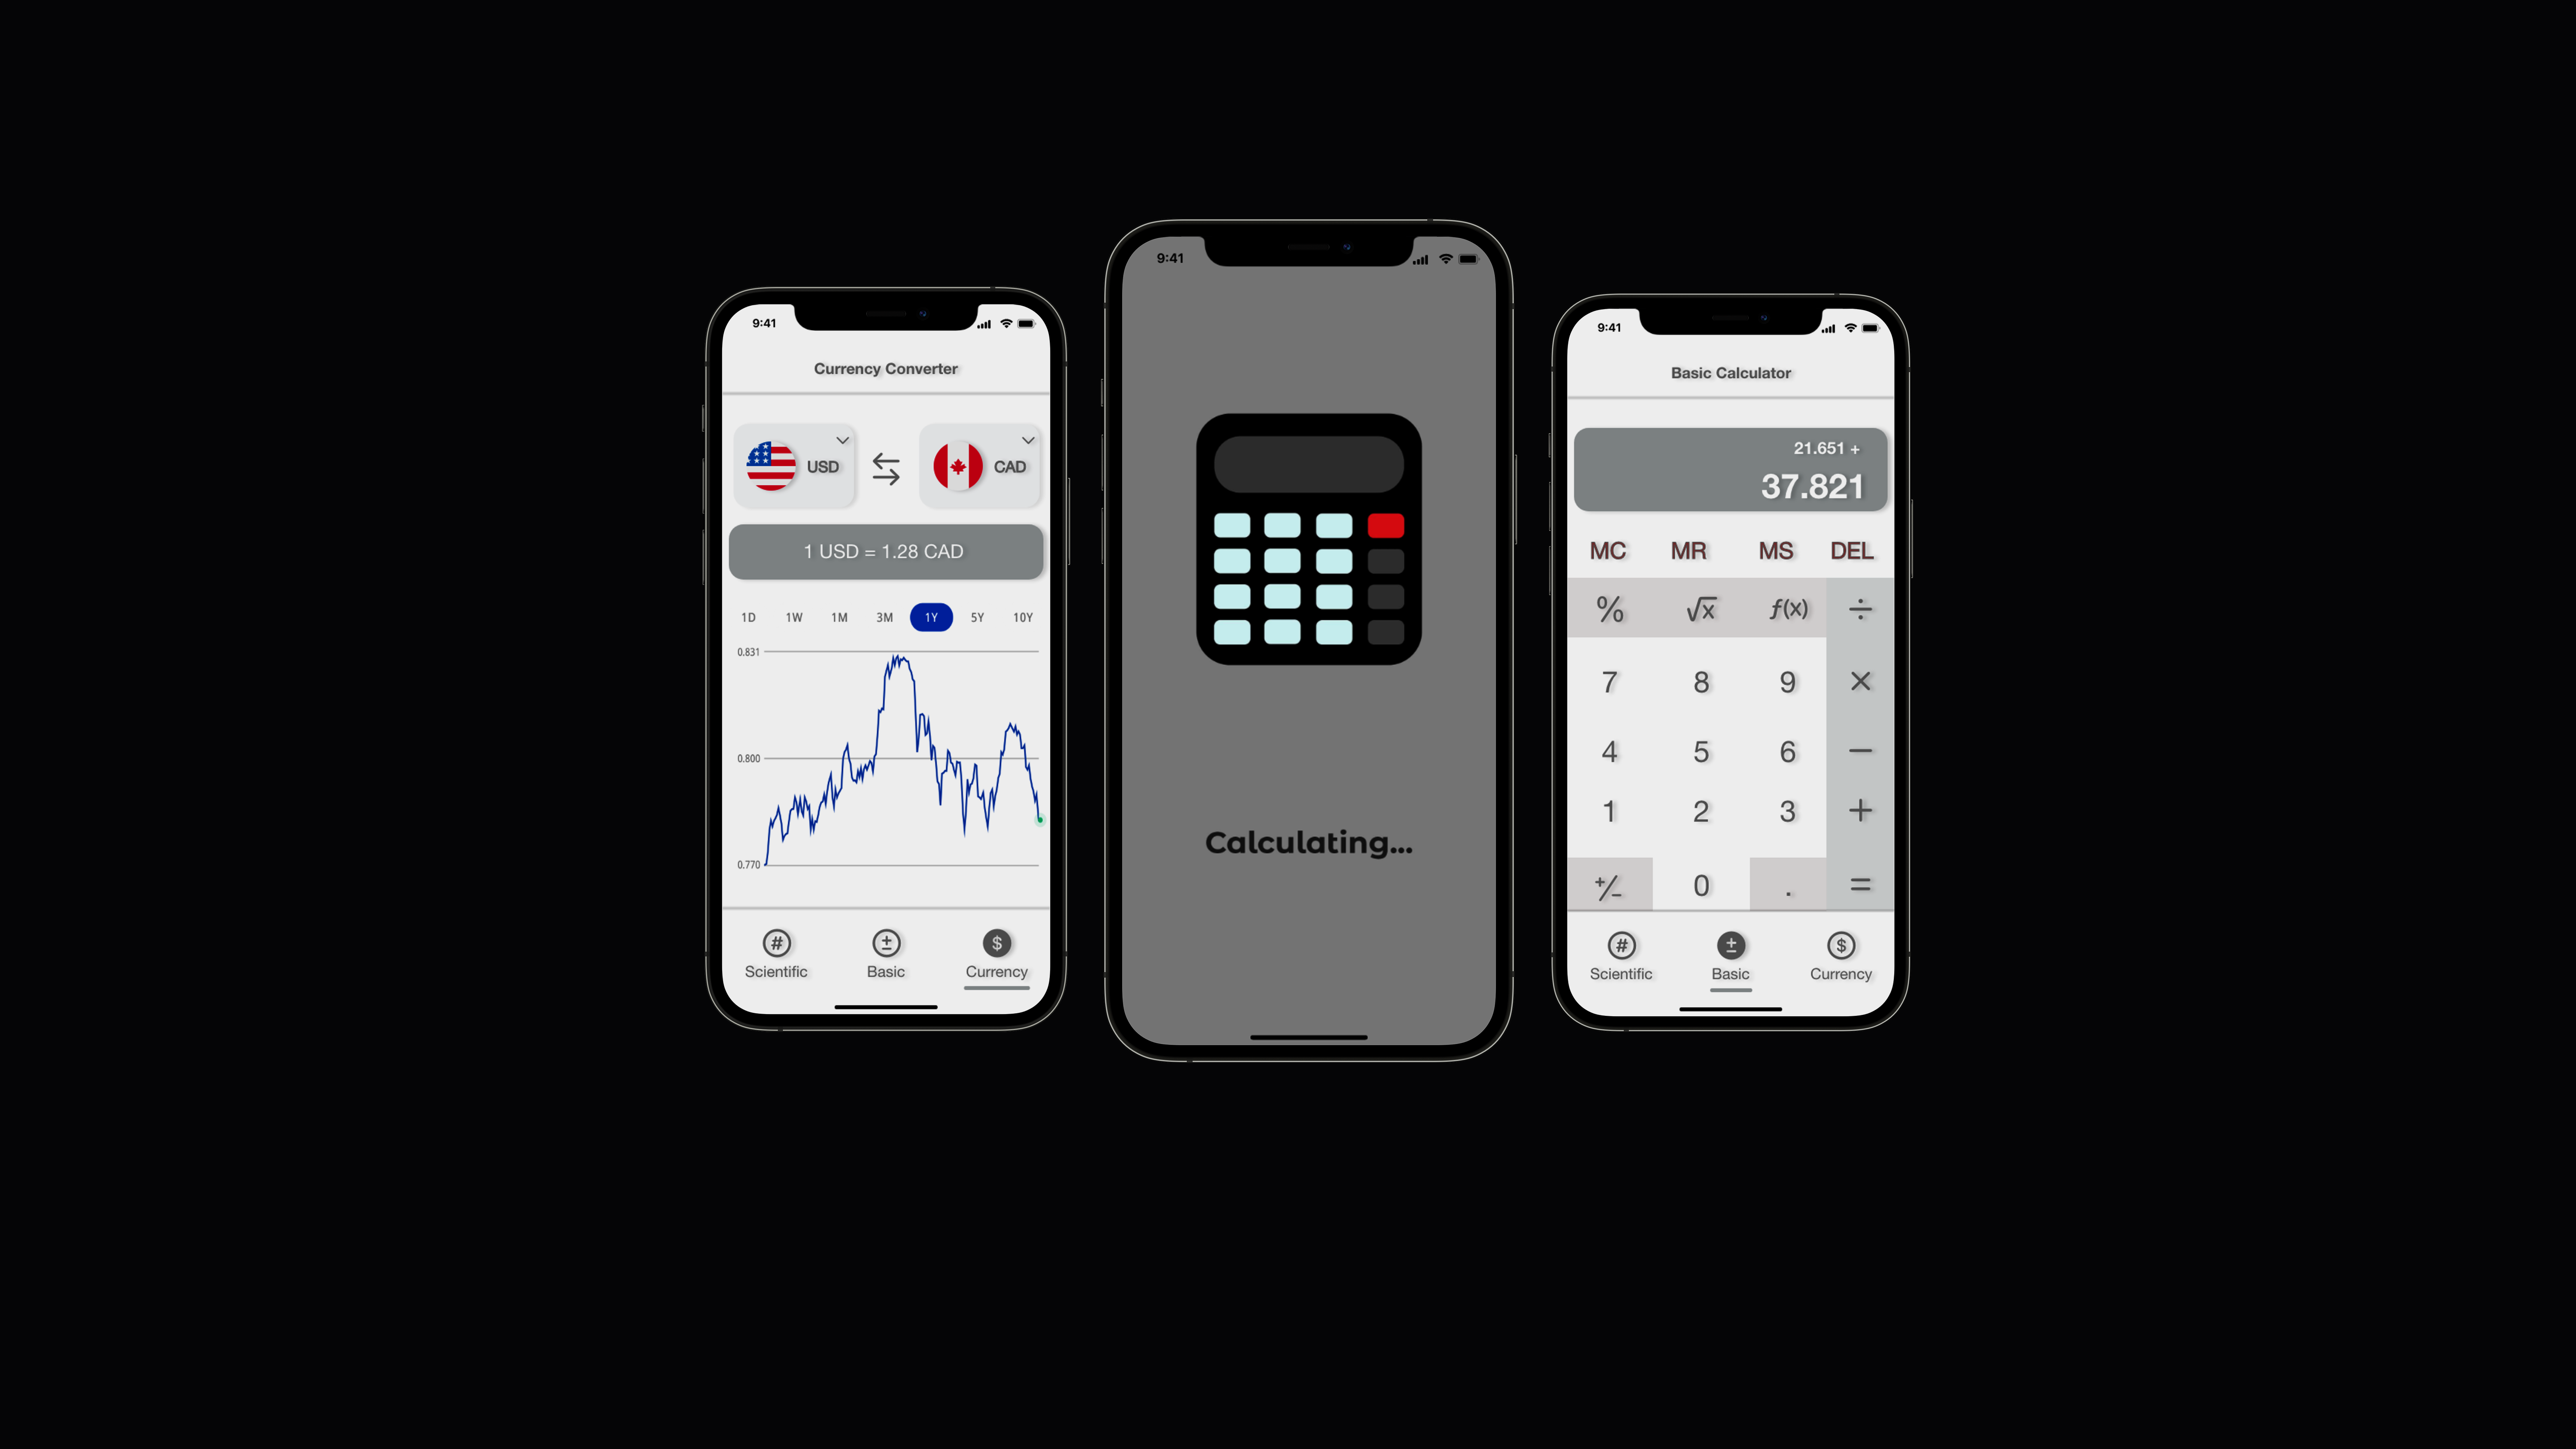 9:41
Currency Converter
USD
CAD
1 USD = 1.28 CAD
1D 1W 1M 3M 1Y 5Y 10Y
0.831
0.800
0.770
# ± $
Scientific Basic Currency
9:41
Calculating...
9:41
Basic Calculator
21.651 +
37.821
MC MR MS DEL
% √x ƒ(x) ÷
7 8 9 ×
4 5 6 −
1 2 3 +
+/− 0 . =
# ± $
Scientific Basic Currency